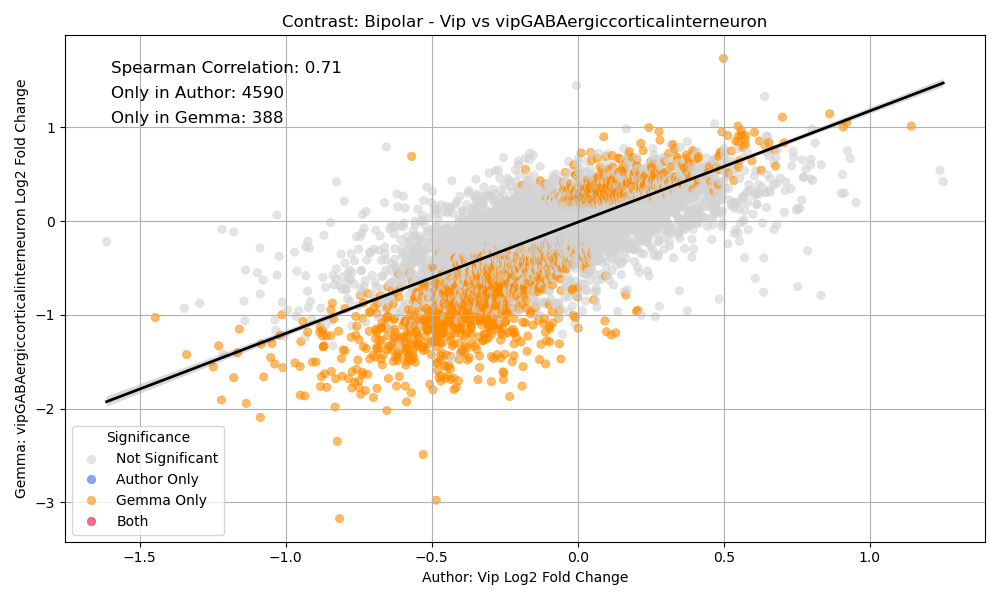 Contrast: Bipolar - Vip vs vipGABAergiccorticalinterneuron
Spearman Correlation: 0.71
Only in Author: 4590
Only in Gemma: 388
Gemma: vipGABAergiccorticalinterneuron Log2 Fold Change
1
0
−1
−2
−3
Significance
Not Significant
Author Only
Gemma Only
Both
−1.5
−1.0
−0.5
0.0
0.5
1.0
Author: Vip Log2 Fold Change